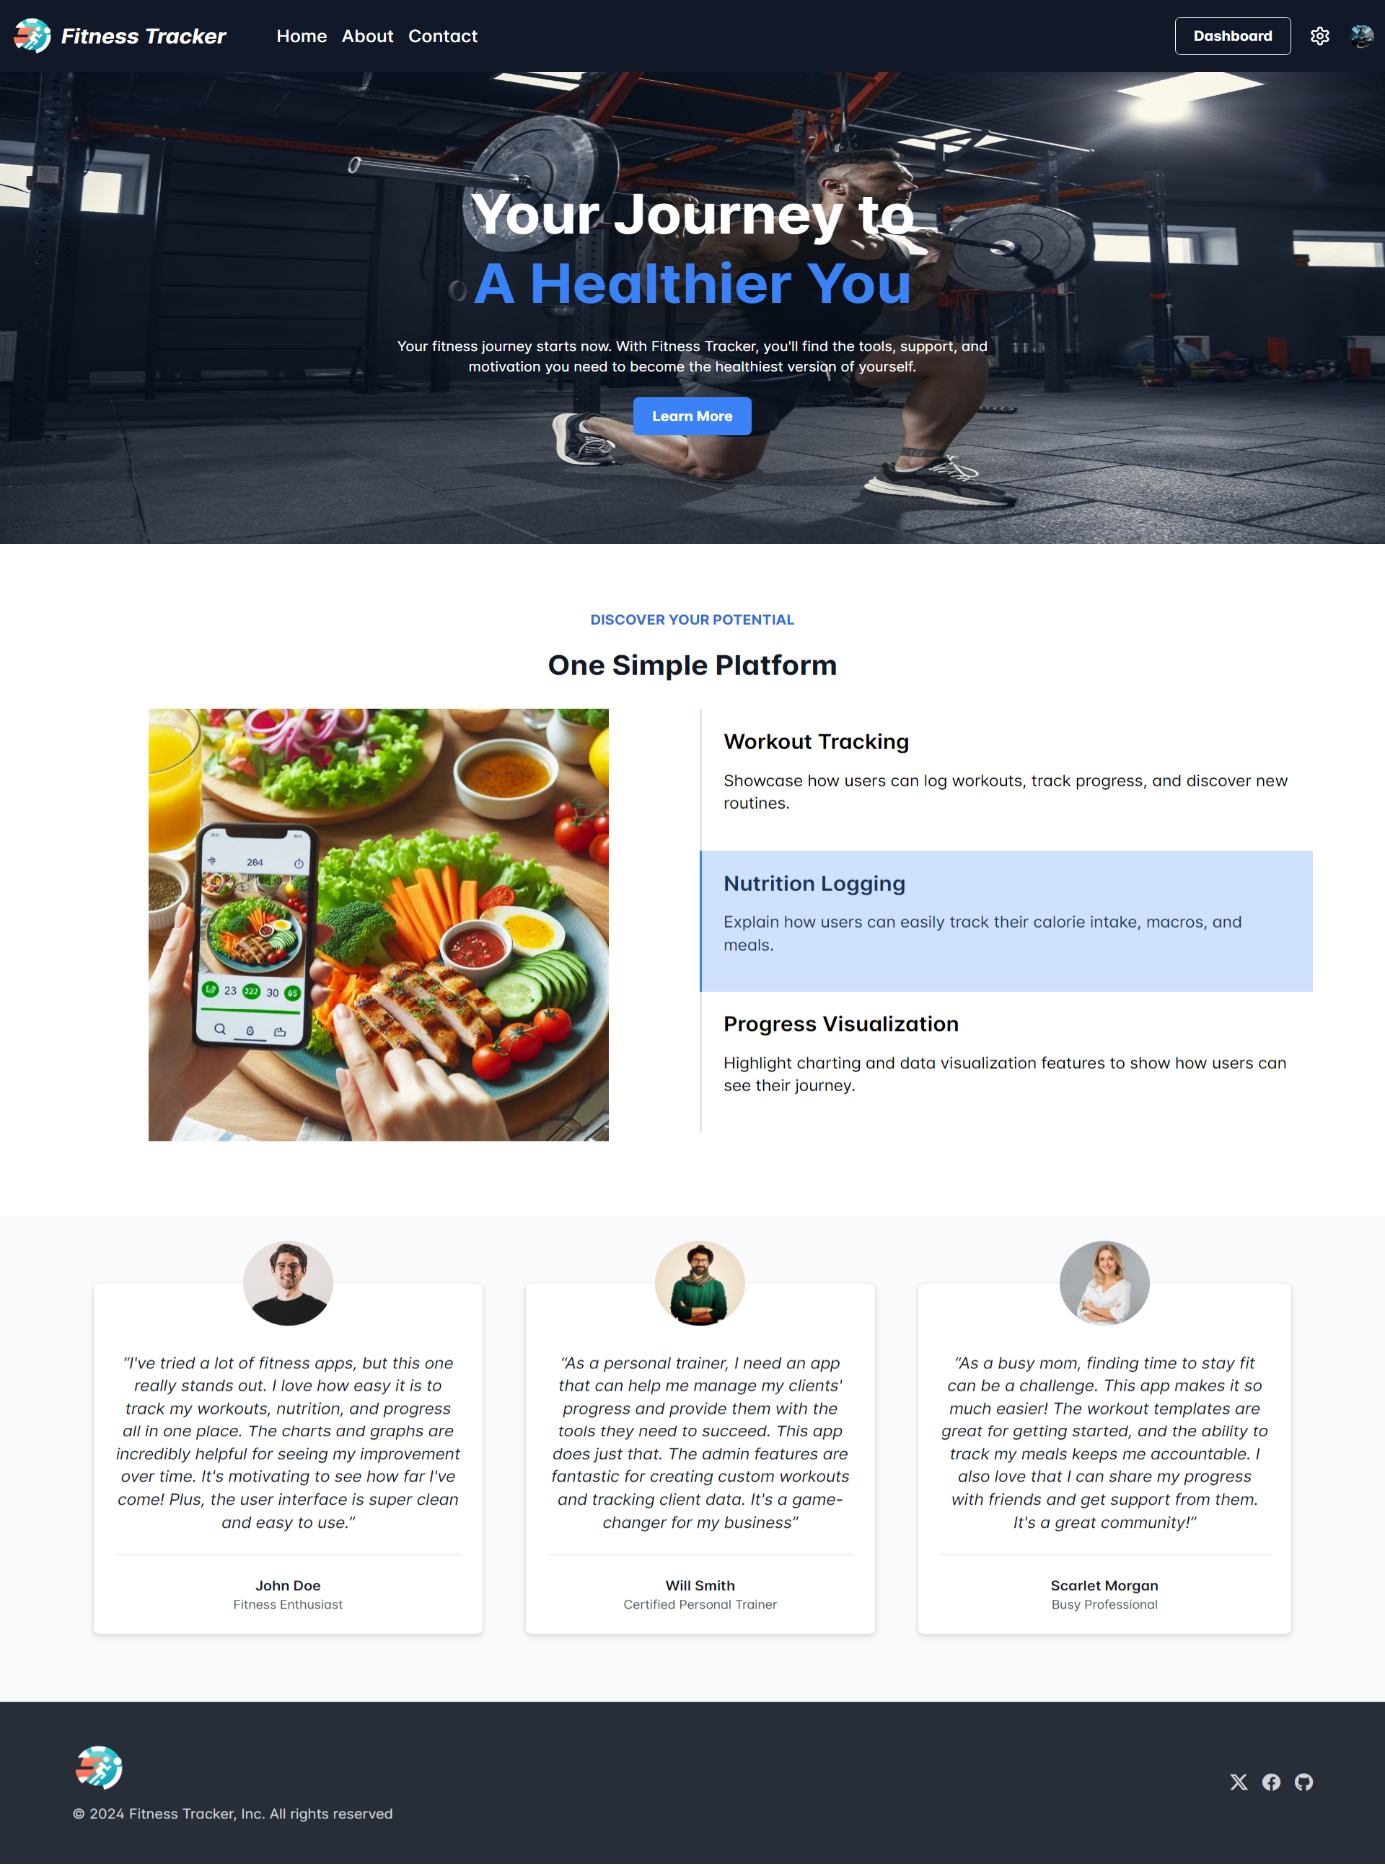 Fitness Tracker
Home About Contact
Dashboard
Your Journey to
A Healthier You
Your fitness journey starts now. With Fitness Tracker, you'll find the tools, support, and
motivation you need to become the healthiest version of yourself.
Learn More
DISCOVER YOUR POTENTIAL
One Simple Platform
204
23 222 30
Workout Tracking
Showcase how users can log workouts, track progress, and discover new
routines.
Nutrition Logging
Explain how users can easily track their calorie intake, macros, and
meals.
Progress Visualization
Highlight charting and data visualization features to show how users can
see their journey.
“I've tried a lot of fitness apps, but this one
really stands out. I love how easy it is to
track my workouts, nutrition, and progress
all in one place. The charts and graphs are
incredibly helpful for seeing my improvement
over time. It's motivating to see how far I've
come! Plus, the user interface is super clean
and easy to use.”
John Doe
Fitness Enthusiast
“As a personal trainer, I need an app
that can help me manage my clients'
progress and provide them with the
tools they need to succeed. This app
does just that. The admin features are
fantastic for creating custom workouts
and tracking client data. It's a game-
changer for my business”
Will Smith
Certified Personal Trainer
“As a busy mom, finding time to stay fit
can be a challenge. This app makes it so
much easier! The workout templates are
great for getting started, and the ability to
track my meals keeps me accountable. I
also love that I can share my progress
with friends and get support from them.
It's a great community!”
Scarlet Morgan
Busy Professional
© 2024 Fitness Tracker, Inc. All rights reserved